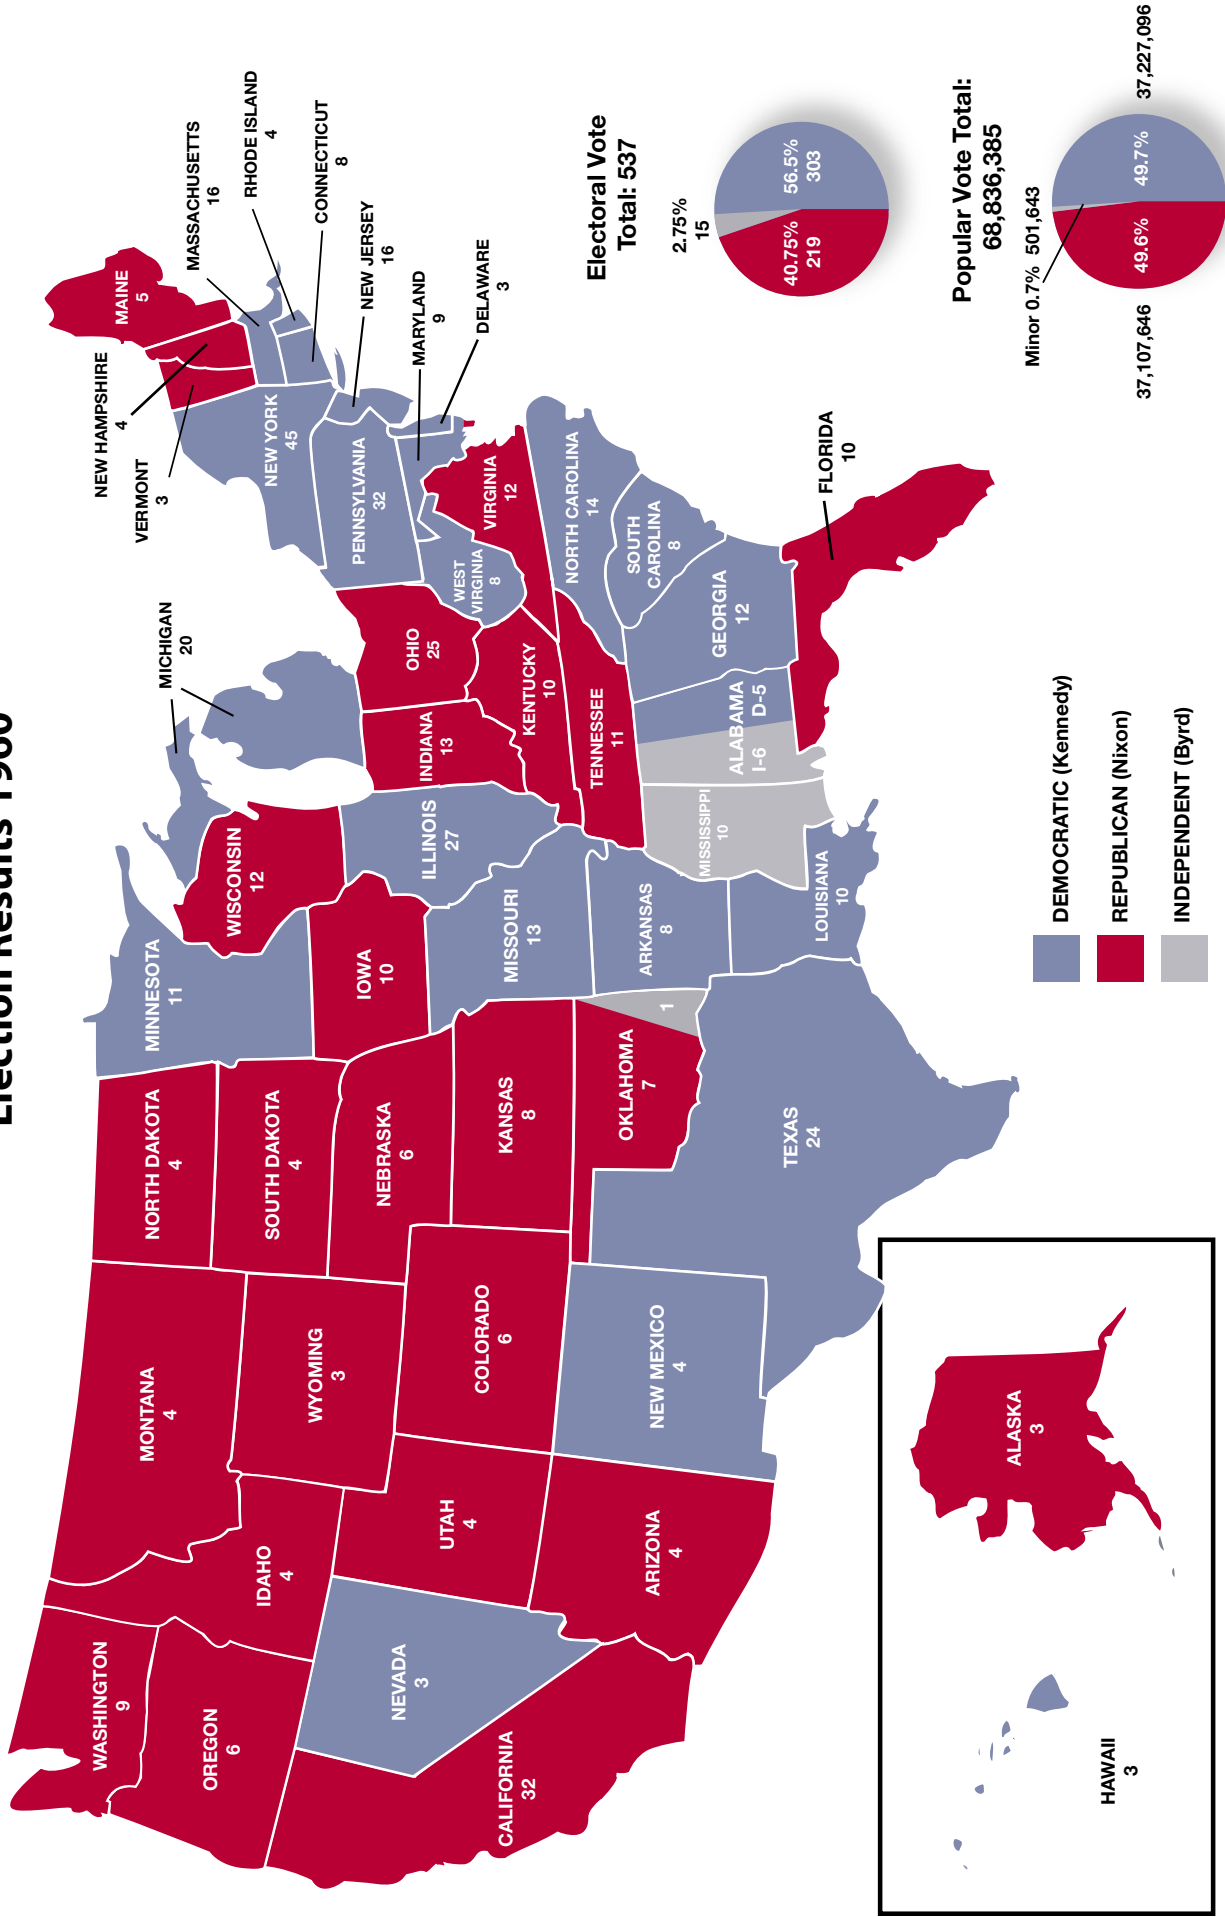 Election Results 1960
WASHINGTON
9
OREGON
6
CALIFORNIA
32
NEVADA
3
IDAHO
4
MONTANA
4
WYOMING
3
UTAH
4
ARIZONA
4
COLORADO
6
NEW MEXICO
4
NORTH DAKOTA
4
SOUTH DAKOTA
4
NEBRASKA
6
KANSAS
8
OKLAHOMA
7
1
TEXAS
24
MINNESOTA
11
IOWA
10
MISSOURI
13
ARKANSAS
8
LOUISIANA
10
WISCONSIN
12
ILLINOIS
27
MICHIGAN
20
INDIANA
13
OHIO
25
KENTUCKY
10
TENNESSEE
11
MISSISSIPPI
10
ALABAMA
I-6 D-5
GEORGIA
12
FLORIDA
10
SOUTH
CAROLINA
8
NORTH CAROLINA
14
VIRGINIA
12
WEST
VIRGINIA
8
PENNSYLVANIA
32
NEW YORK
45
VERMONT
3
NEW HAMPSHIRE
4
MAINE
5
MASSACHUSETTS
16
RHODE ISLAND
4
CONNECTICUT
8
NEW JERSEY
16
MARYLAND
9
DELAWARE
3
HAWAII
3
ALASKA
3
DEMOCRATIC (Kennedy)
REPUBLICAN (Nixon)
INDEPENDENT (Byrd)
Electoral Vote
Total: 537
2.75%
15
40.75%
219
56.5%
303
Popular Vote Total:
68,836,385
Minor 0.7% 501,643
49.6%
49.7%
37,107,646
37,227,096